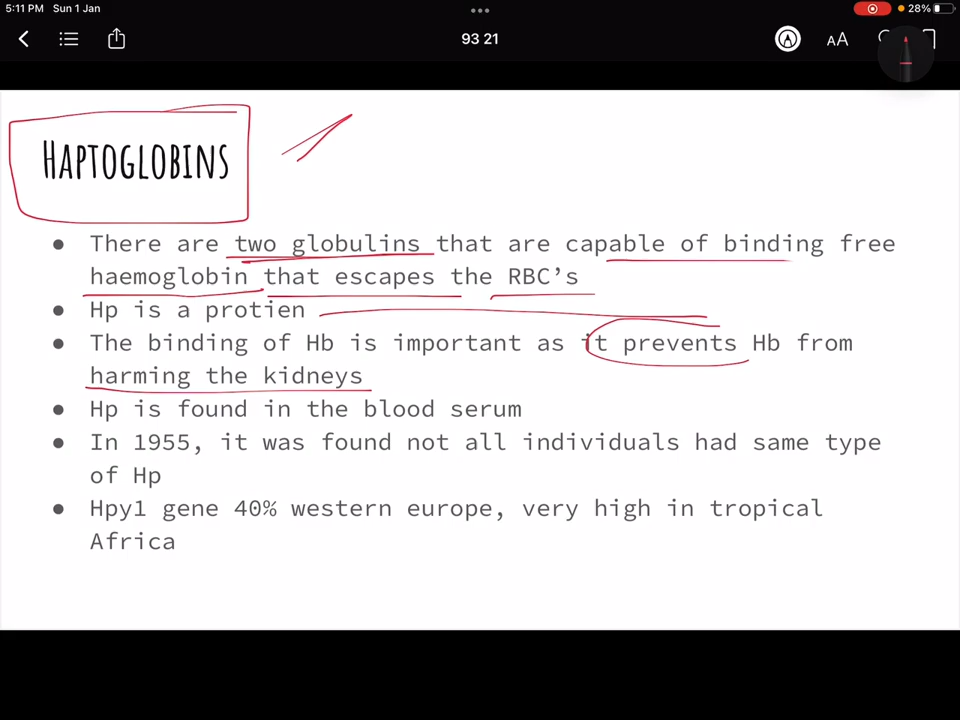 5:11 PM Sun 1 Jan
28%
93 21
AA
HAPTOGLOBINS
● There are two globulins that are capable of binding free
haemoglobin that escapes the RBC's
● Hp is a protien
● The binding of Hb is important as it prevents Hb from
harming the kidneys
● Hp is found in the blood serum
● In 1955, it was found not all individuals had same type
of Hp
● Hpy1 gene 40% western europe, very high in tropical
Africa